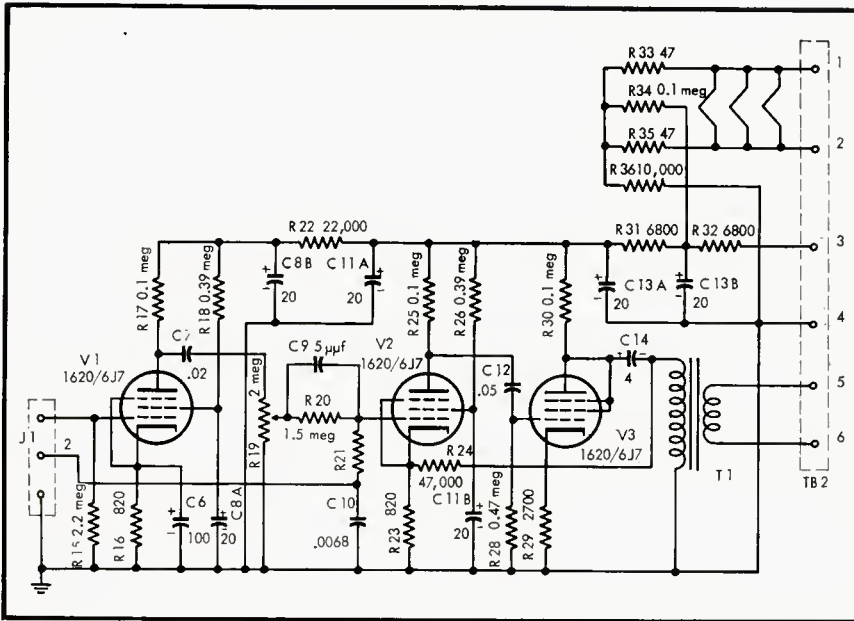 R33 47
1
R34 0.1 meg
R35 47
2
R3610,000
R22 22,000
R31 6800
R32 6800
3
R17 0.1 meg
R18 0.39 meg
C8B
20
C11A
20
R25 0.1 meg
R26 0.39 meg
R30 0.1 meg
C13A
20
C13B
20
4
C7
.02
C9 5 μμf
V2
1620/6J7
C12
.05
C14
4
V1
1620/6J7
R19 2 meg
R20
1.5 meg
5
J1
2
R21
R24
47,000
V3
1620/6J7
6
T1
TB2
R15 2.2 meg
R16 820
C6
100
C8A
20
C10
.0068
R23 820
C11B
20
R28 0.47 meg
R29 2700